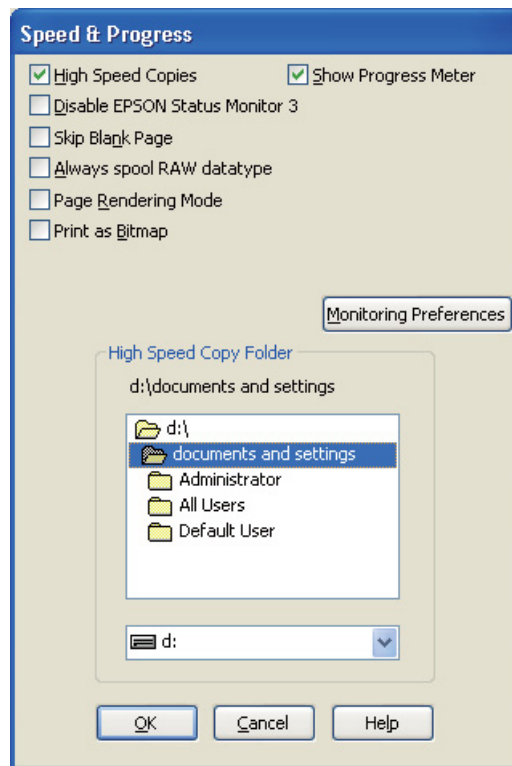 Speed & Progress
High Speed Copies Show Progress Meter
Disable EPSON Status Monitor 3
Skip Blank Page
Always spool RAW datatype
Page Rendering Mode
Print as Bitmap
Monitoring Preferences
High Speed Copy Folder
d:\documents and settings
d:\
documents and settings
Administrator
All Users
Default User
d:
OK Cancel Help